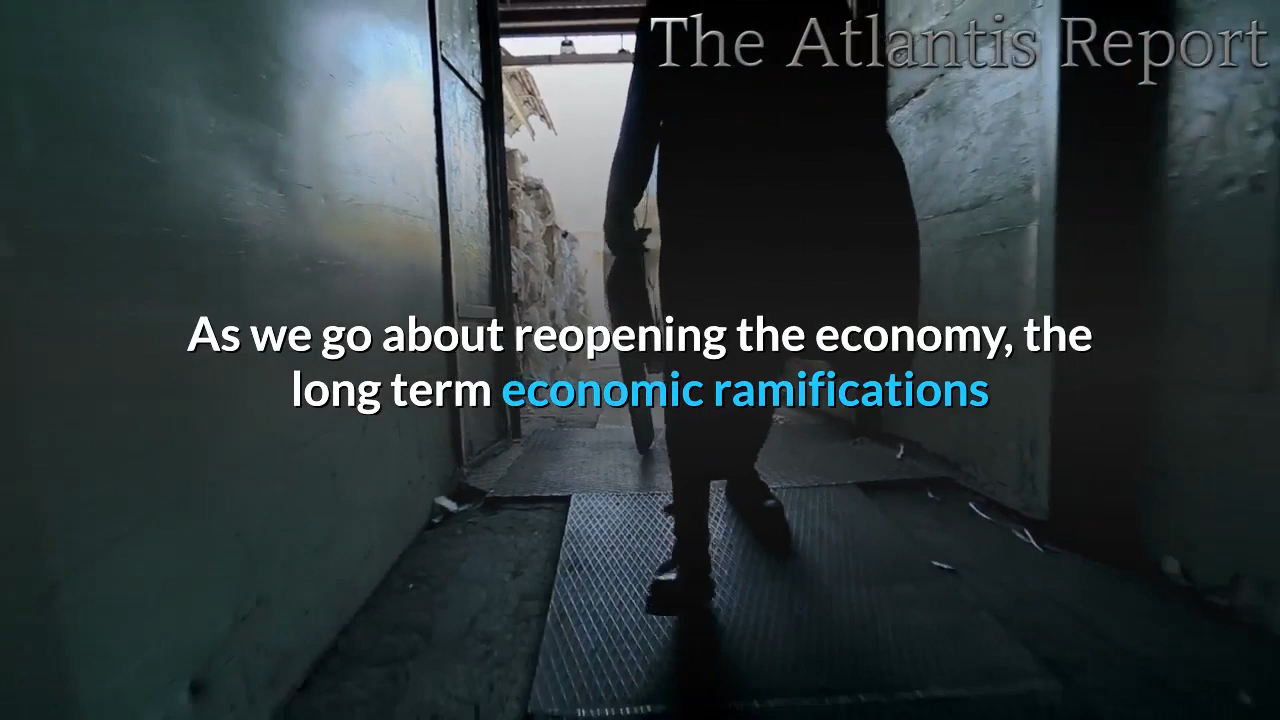 The Atlantis Report
As we go about reopening the economy, the
long term economic ramifications